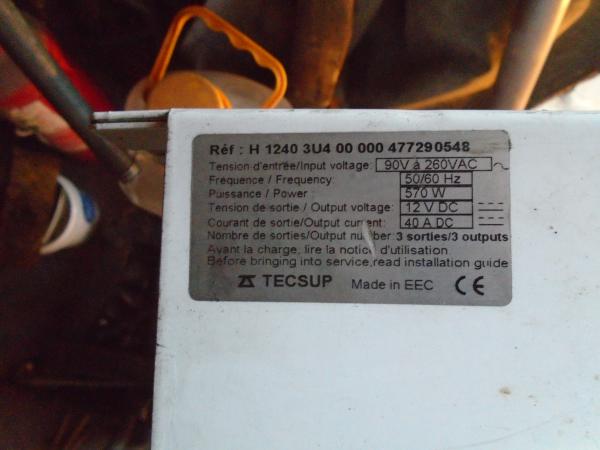 Réf : H 1240 3U4 00 000 477290548
Tension d'entrée/Input voltage: 90V à 260VAC
Frequence / Frequency: 50/60 Hz
Puissance / Power : 570 W
Tension de sortie / Output voltage: 12 V DC
Courant de sortie/Output current: 40 A DC
Nombre de sorties/Output number: 3 sorties/3 outputs
Avant la charge, lire la notice d'utilisation
Before bringing into service,read installation guide
TECSUP Made in EEC CE